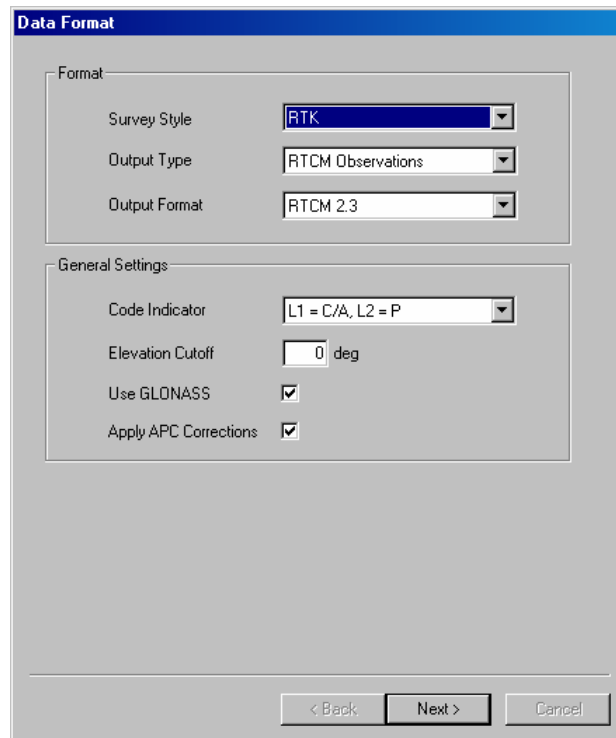 Data Format
Format
Survey Style RTK
Output Type RTCM Observations
Output Format RTCM 2.3
General Settings
Code Indicator L1 = C/A, L2 = P
Elevation Cutoff 0 deg
Use GLONASS
Apply APC Corrections
< Back Next > Cancel